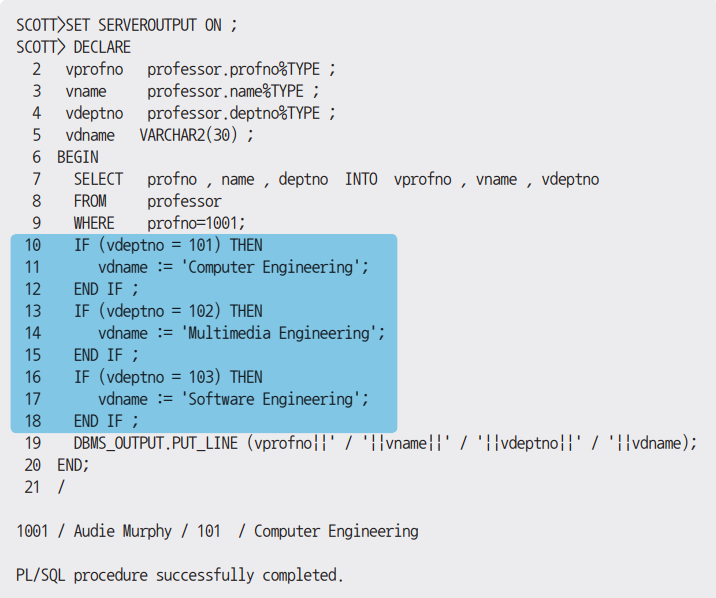 SCOTT>SET SERVEROUTPUT ON ;
SCOTT> DECLARE
2 vprofno professor.profno%TYPE ;
3 vname professor.name%TYPE ;
4 vdeptno professor.deptno%TYPE ;
5 vdname VARCHAR2(30) ;
6 BEGIN
7 SELECT profno , name , deptno INTO vprofno , vname , vdeptno
8 FROM professor
9 WHERE profno=1001;
10 IF (vdeptno = 101) THEN
11 vdname := 'Computer Engineering';
12 END IF ;
13 IF (vdeptno = 102) THEN
14 vdname := 'Multimedia Engineering';
15 END IF ;
16 IF (vdeptno = 103) THEN
17 vdname := 'Software Engineering';
18 END IF ;
19 DBMS_OUTPUT.PUT_LINE (vprofno||' / '||vname||' / '||vdeptno||' / '||vdname);
20 END;
21 /
1001 / Audie Murphy / 101 / Computer Engineering
PL/SQL procedure successfully completed.